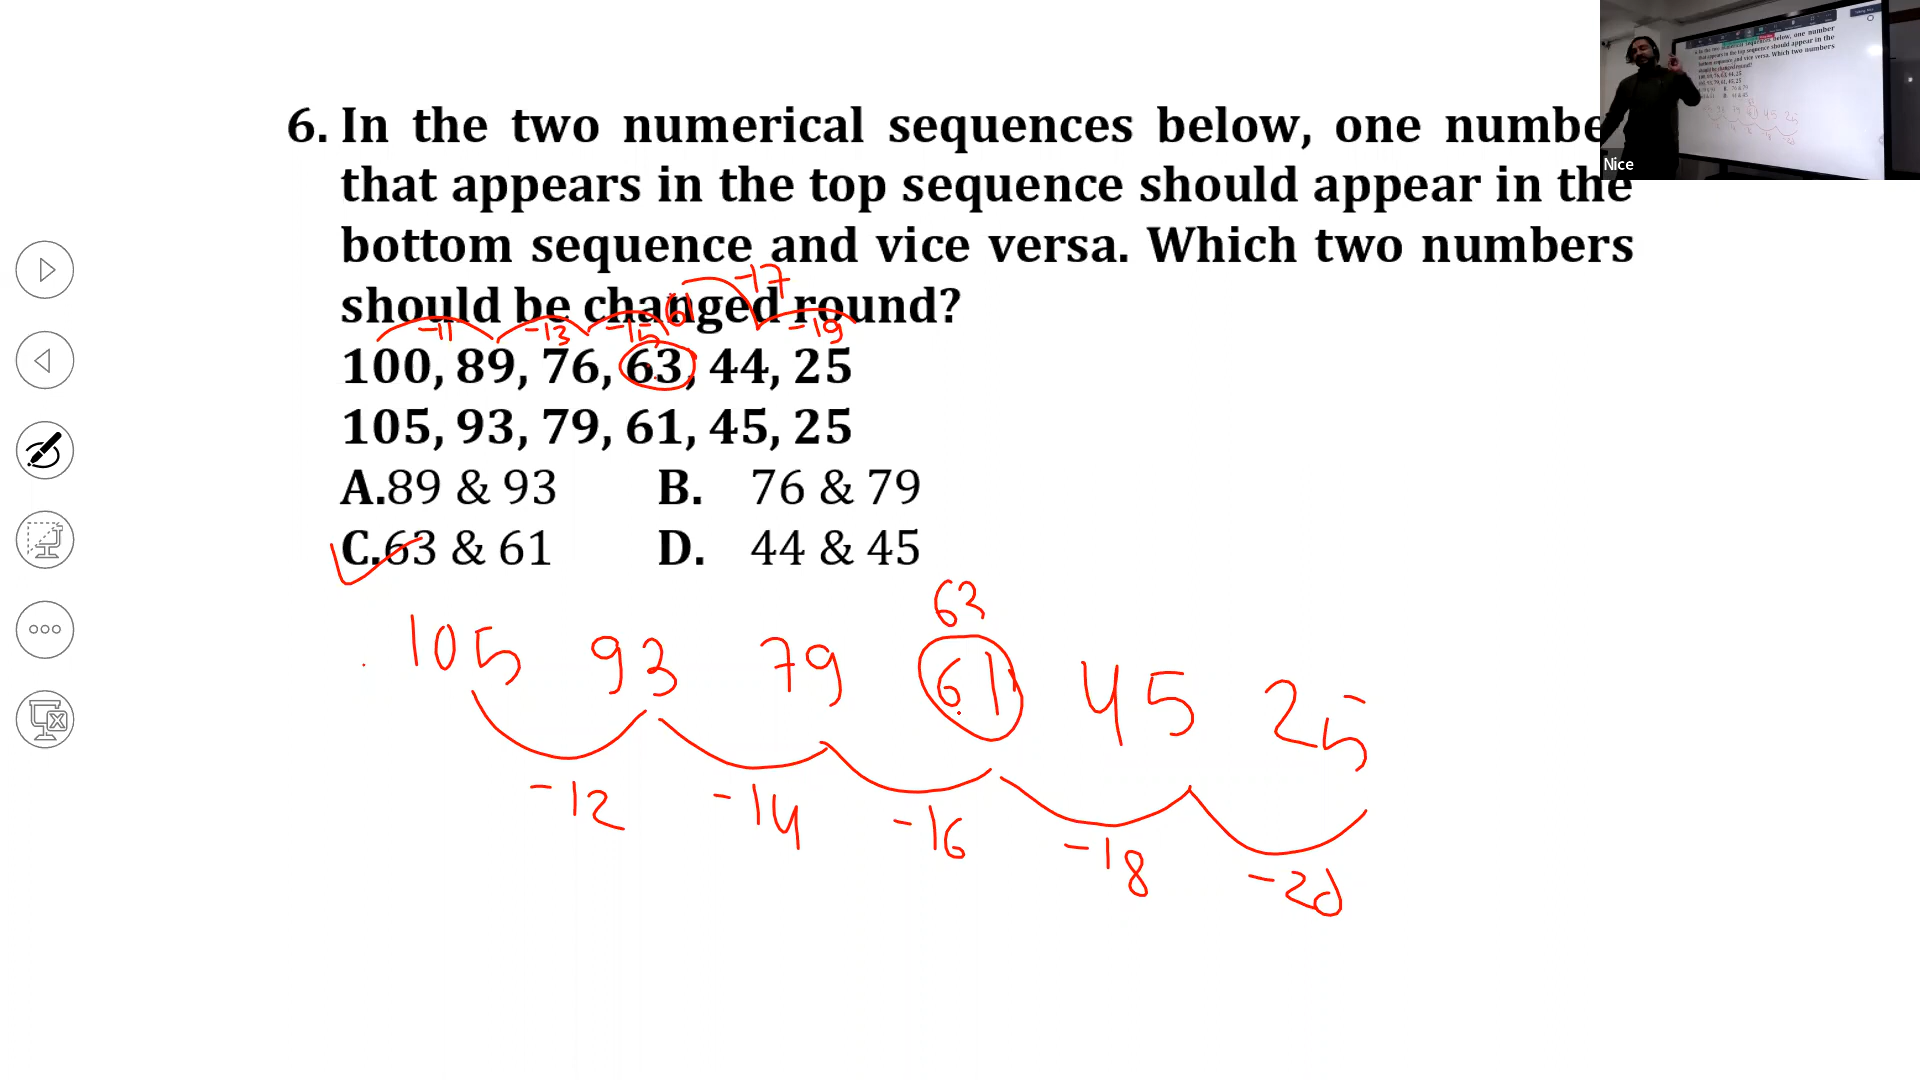 6. In the two numerical sequences below, one numbe
that appears in the top sequence should appear in the
bottom sequence and vice versa. Which two numbers
should be changed round?
-11 -13 -15 61 -17 -19
100, 89, 76, 63, 44, 25
105, 93, 79, 61, 45, 25
A.89 & 93 B. 76 & 79
C.63 & 61 D. 44 & 45
63
105 93 79 61 45 25
-12 -14 -16 -18 -20
Nice